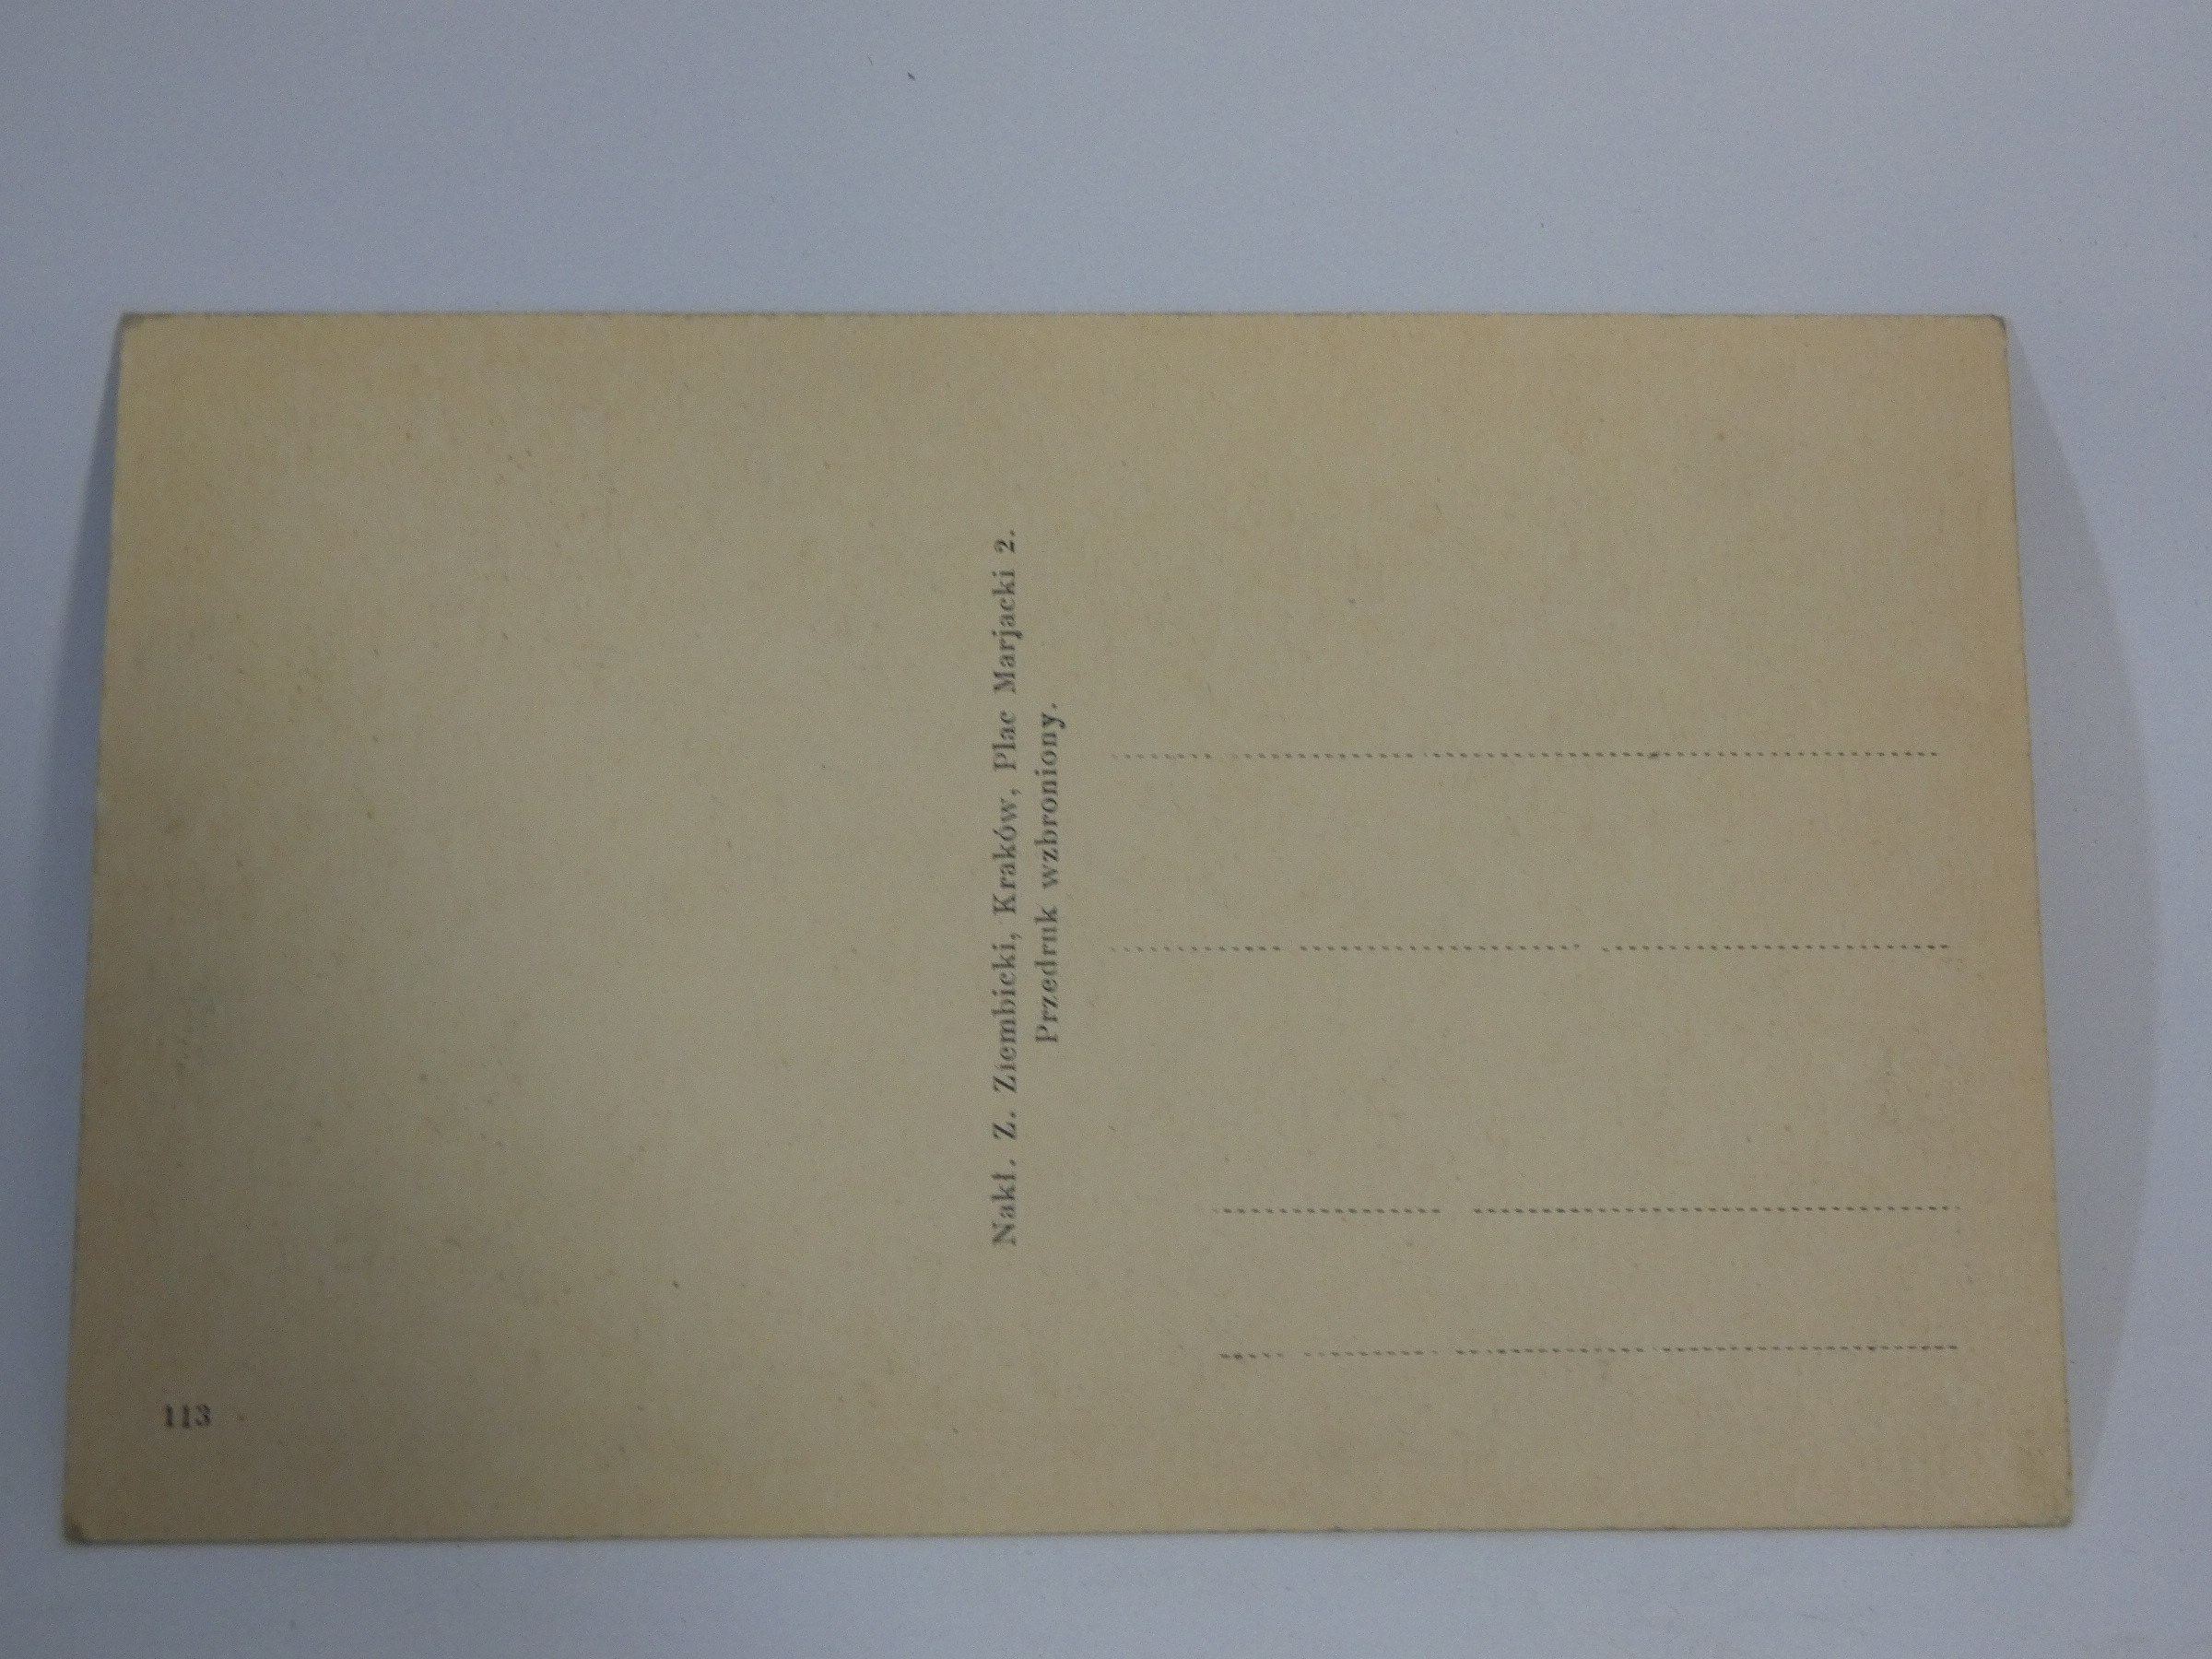 Nakł. Z. Ziembicki, Kraków, Plac Marjacki 2.
Przedruk wzbroniony.
113